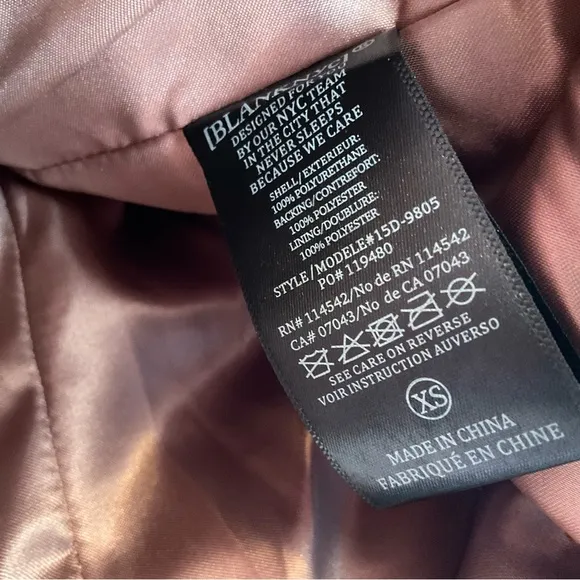 [BLANKNYC]
DESIGNED FOR YOU
BY OUR NYC TEAM
IN THE CITY THAT
NEVER SLEEPS
BECAUSE WE CARE
SHELL/EXTERIEUR:
100% POLYURETHANE
BACKING/CONTREFORT:
100% POLYESTER
LINING/DOUBLURE:
100% POLYESTER
STYLE/MODELE#15D-9805
PO# 119480
RN# 114542/No de RN 114542
CA# 07043/No de CA 07043
SEE CARE ON REVERSE
VOIR INSTRUCTION AUVERSO
XS
MADE IN CHINA
FABRIQUÉ EN CHINE